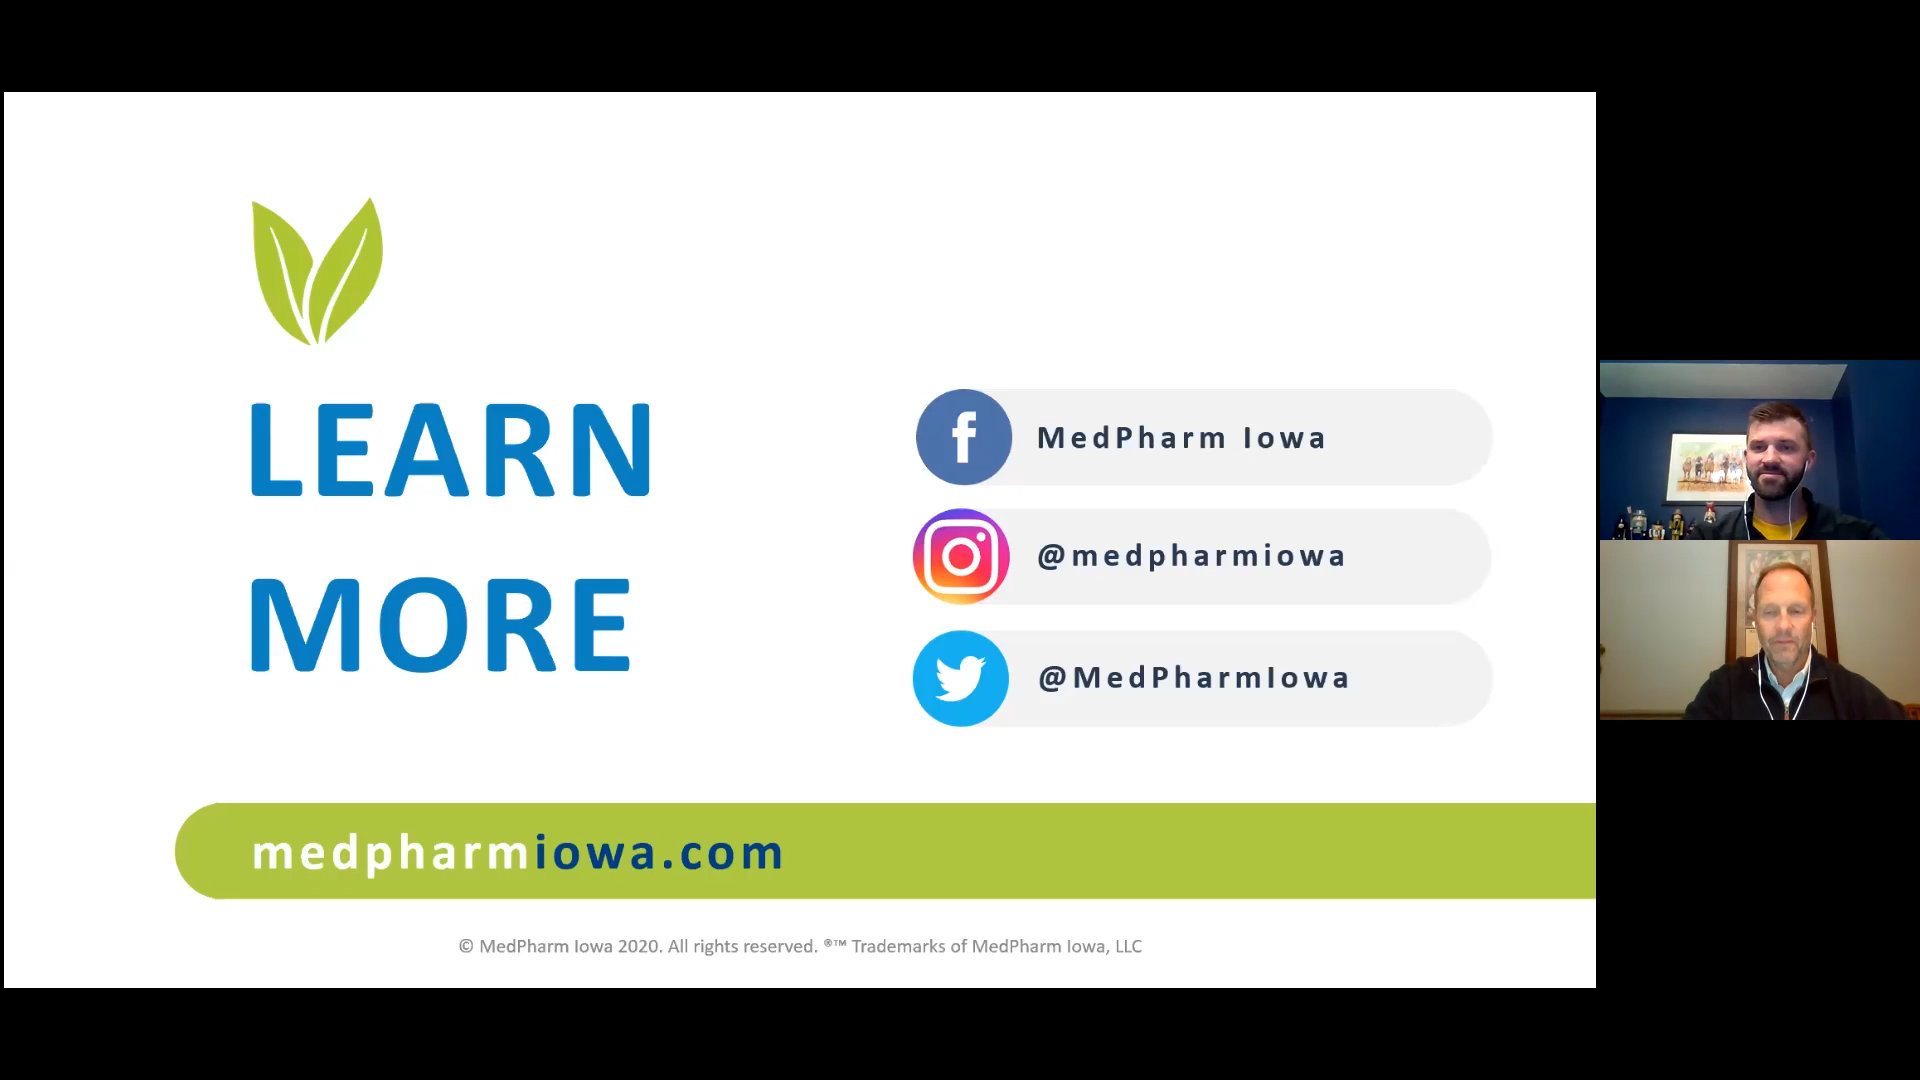 LEARN
MORE
MedPharm Iowa
@medpharmiowa
@MedPharmIowa
medpharmiowa.com
© MedPharm Iowa 2020. All rights reserved. ®™ Trademarks of MedPharm Iowa, LLC